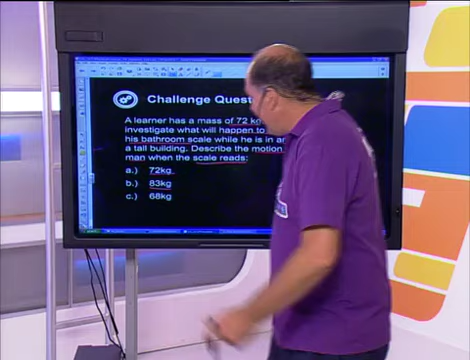 Challenge
A learner has a mass of 72
investigate what will happen to
his bathroom scale while he is in
a tall building. Describe the motion
man when the scale reads:
a.) 72kg
b.) 83kg
c.) 68kg